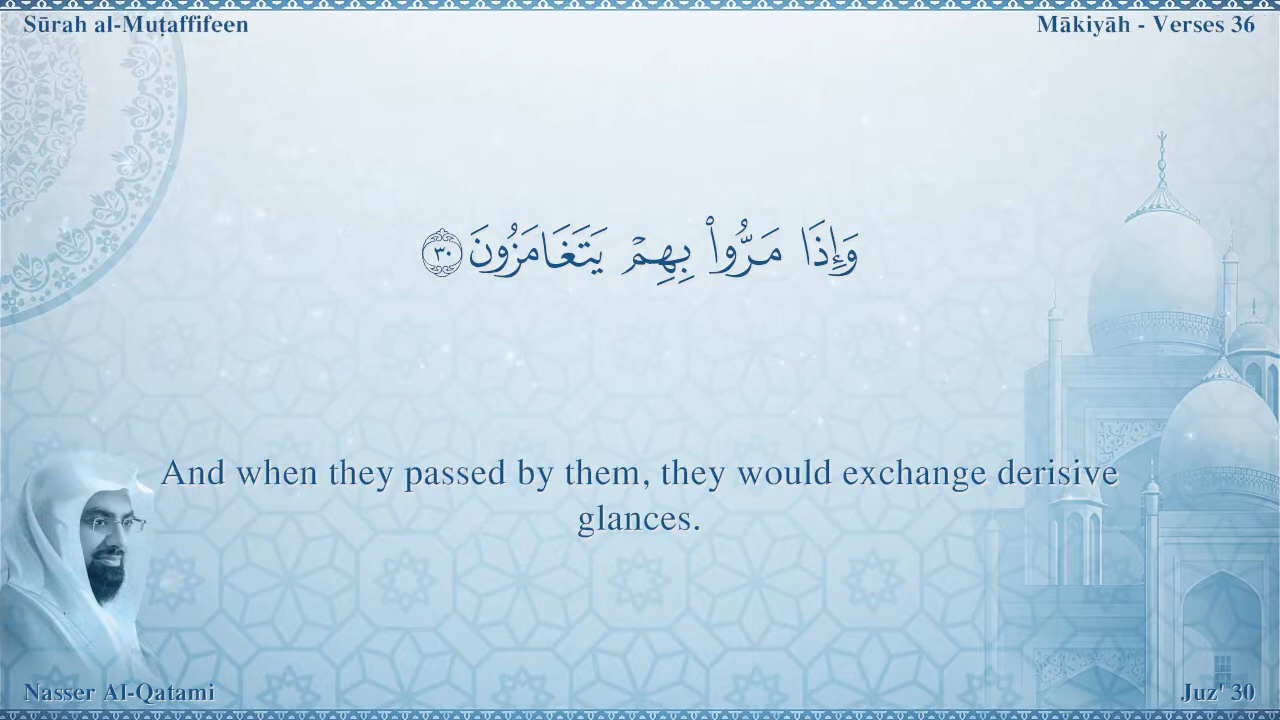 Sūrah al-Muṭaffifeen
Mākiyāh - Verses 36
وَإِذَا مَرُّوا۟ بِهِمْ يَتَغَامَزُونَ ٣٠
And when they passed by them, they would exchange derisive
glances.
Nasser Al-Qatami
Juz' 30